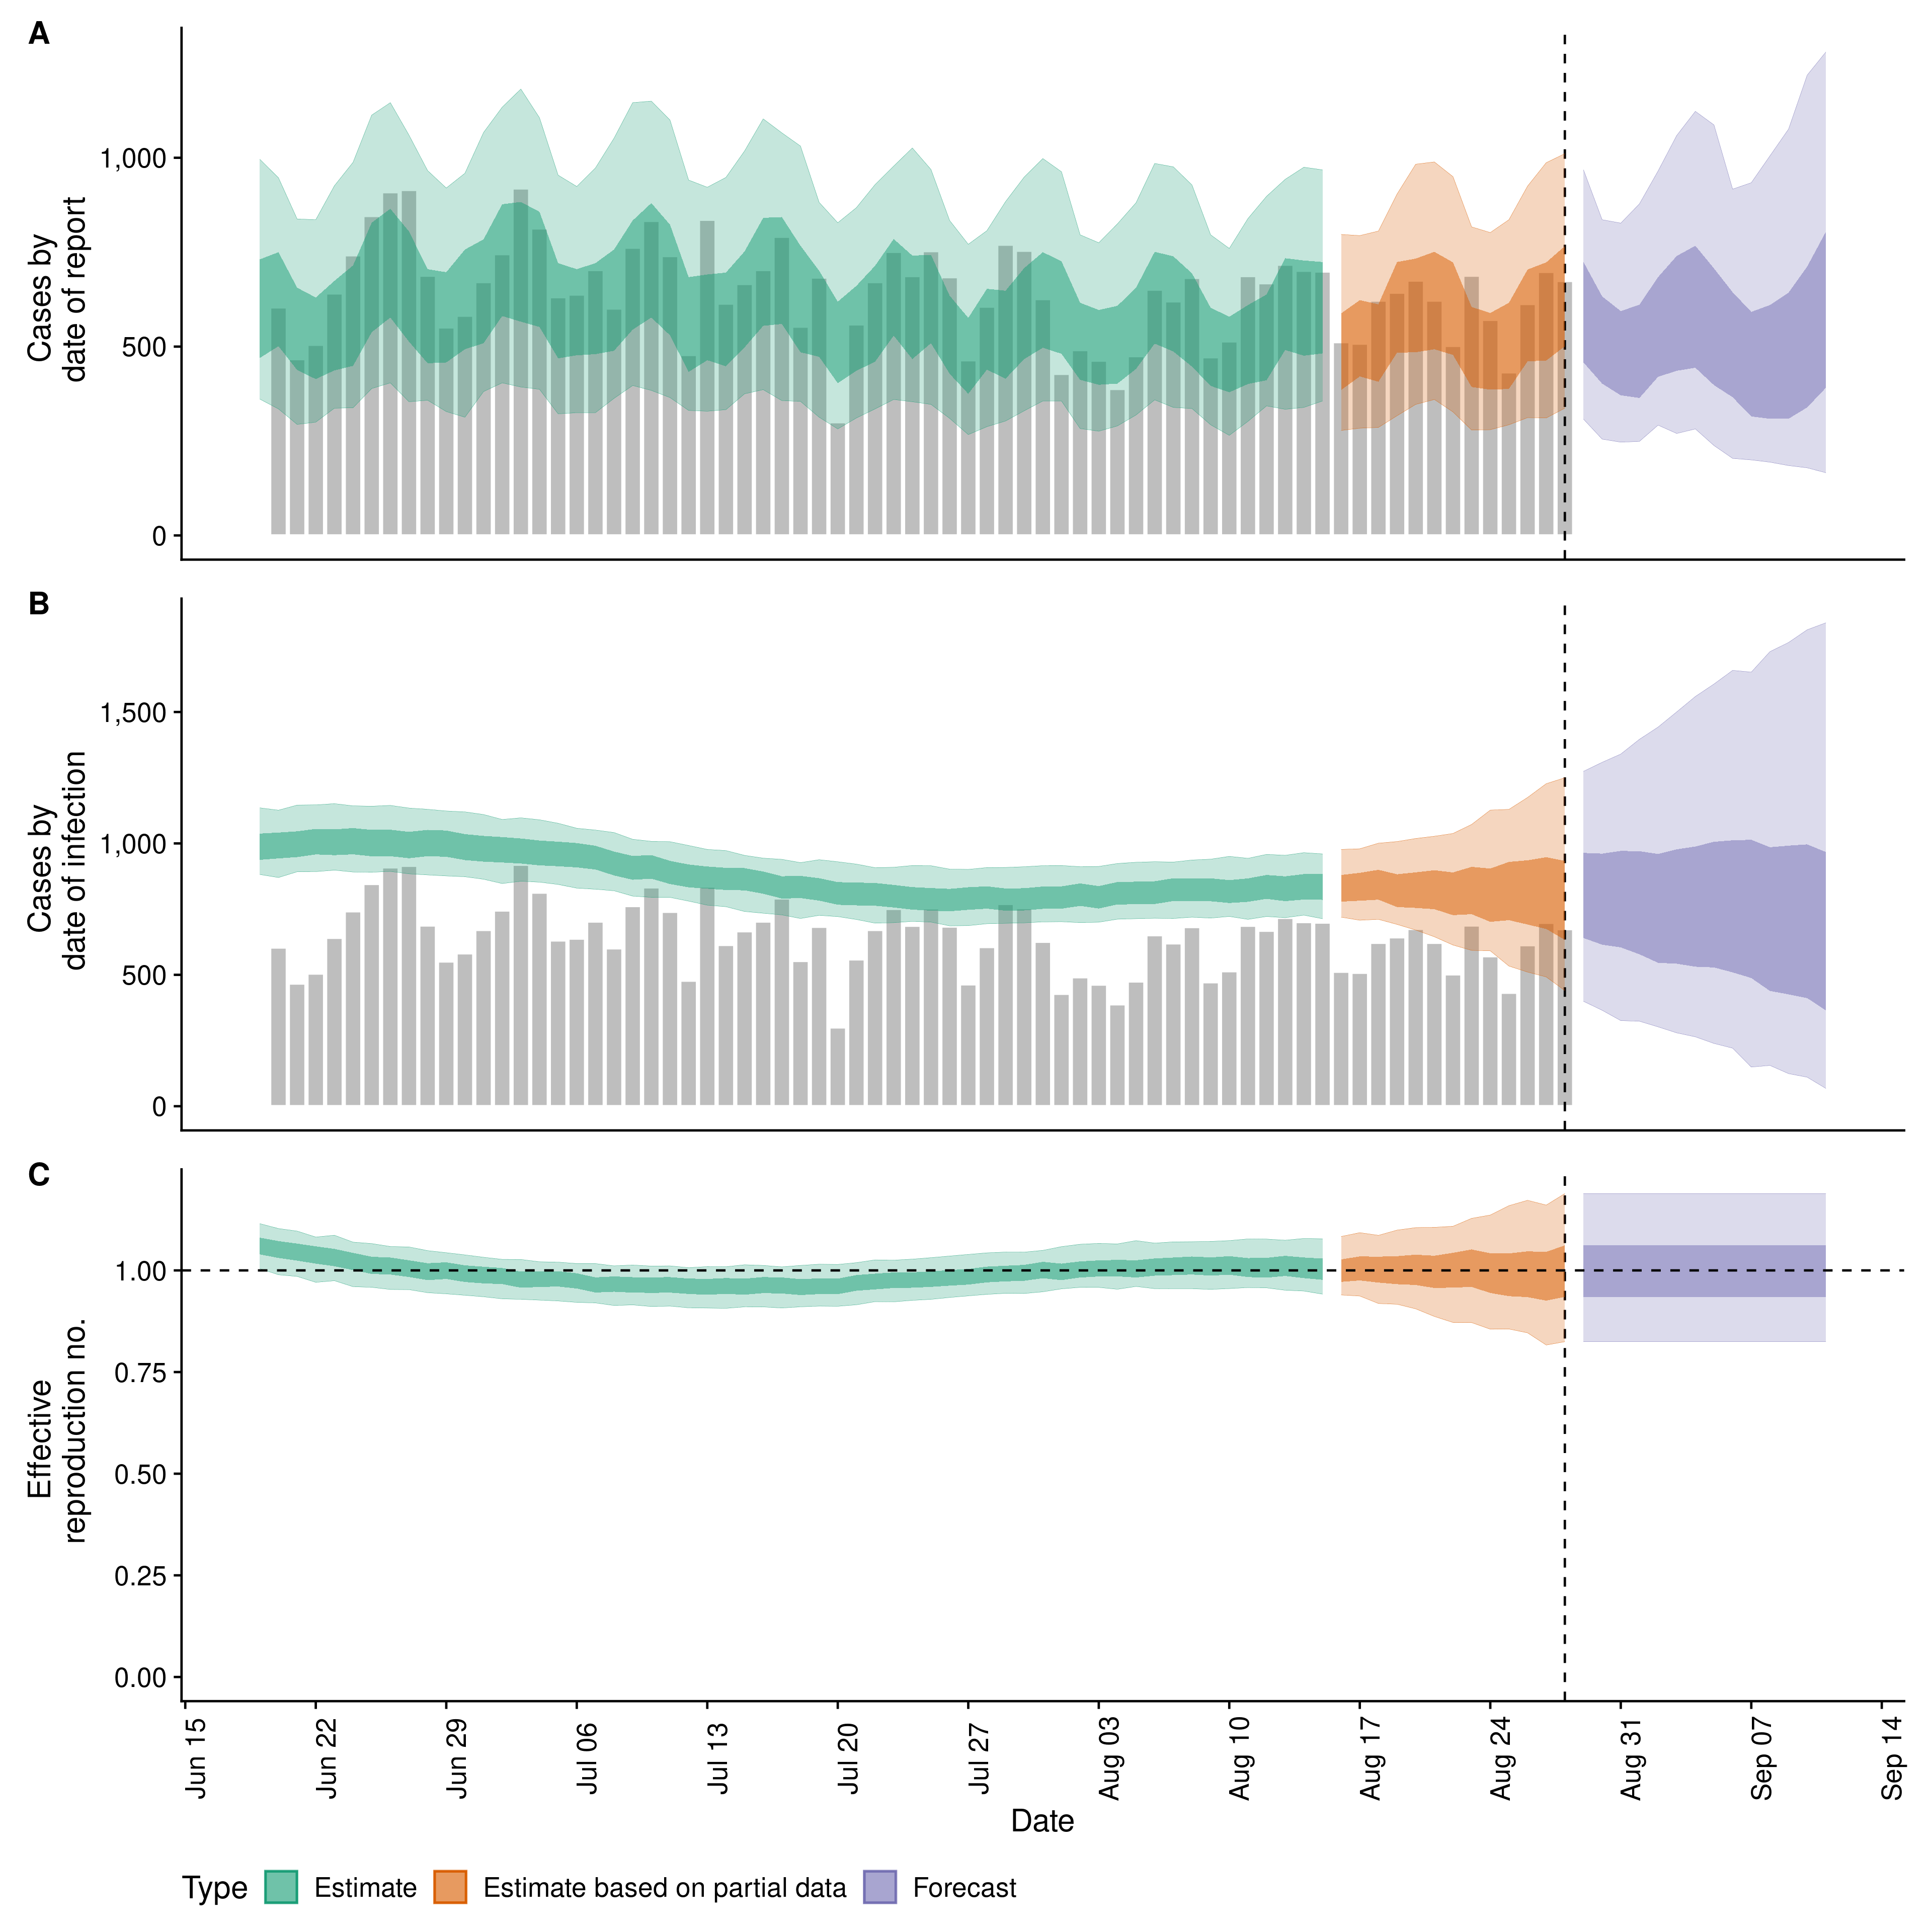 A
Cases by
date of report
1,000
500
0
B
Cases by
date of infection
1,500
1,000
500
0
C
Effective
reproduction no.
1.00
0.75
0.50
0.25
0.00
Jun 15
Jun 22
Jun 29
Jul 06
Jul 13
Jul 20
Jul 27
Aug 03
Aug 10
Aug 17
Aug 24
Aug 31
Sep 07
Sep 14
Date
Type Estimate Estimate based on partial data Forecast